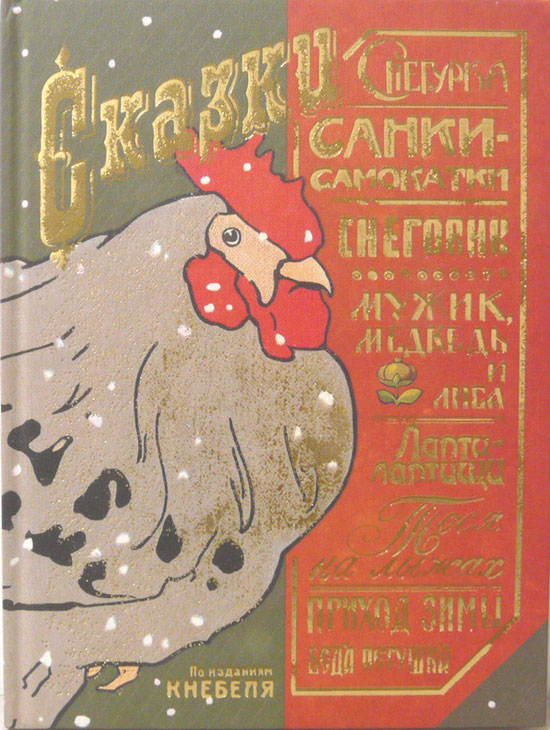 Сказки
Снегурка
САНКИ-
САМОКАТКИ
СНЕГОВИК
МУЖИК,
МЕДВЕДЬ
И
ЛИСА
Лапти-
лаптищи
Тося
на лыжах
ПРИХОД ЗИМЫ
БЕДА ПЕТУШКА
По изданиям
КНЕБЕЛЯ